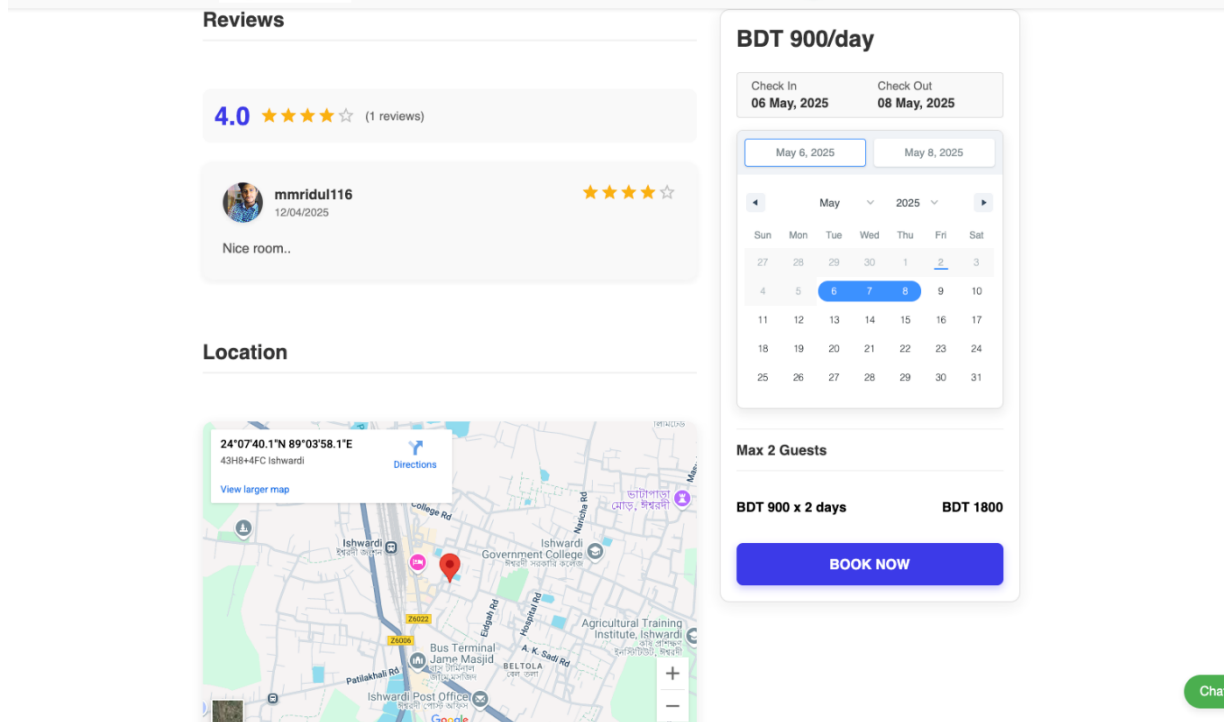 Reviews
4.0 (1 reviews)
mmridul116
12/04/2025
Nice room..
Location
24°07'40.1"N 89°03'58.1"E
43H8+4FC Ishwardi
Directions
View larger map
College Rd
Naricha Rd
ভাটাপাড়া
মোড়, ঈশ্বরদী
Ishwardi
Ishwardi
Government College
ঈশ্বরদী সরকারি কলেজ
Z6022
Z6006
Eidgah Rd
Hospital Rd
Agricultural Training
Institute, Ishwardi
Bus Terminal
Jame Masjid
A. K. Sadi Rd
BELTOLA
Patilakhali Rd
Ishwardi Post Office
Google
BDT 900/day
Check In Check Out
06 May, 2025 08 May, 2025
May 6, 2025 May 8, 2025
May 2025
Sun Mon Tue Wed Thu Fri Sat
27 28 29 30 1 2 3
4 5 6 7 8 9 10
11 12 13 14 15 16 17
18 19 20 21 22 23 24
25 26 27 28 29 30 31
Max 2 Guests
BDT 900 x 2 days BDT 1800
BOOK NOW